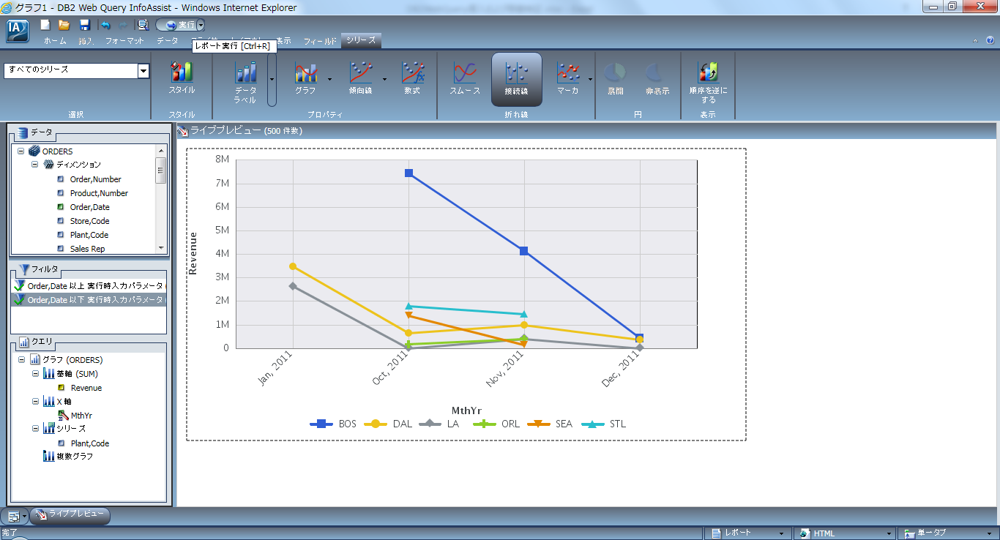 グラフ1 - DB2 Web Query InfoAssist - Windows Internet Explorer
IA
実行
ホーム 挿入 フォーマット データ 表示 フィールド シリーズ
レポート実行 [Ctrl+R]
すべてのシリーズ
スタイル
データ
ラベル
グラフ
傾向線
数式
スムース
接続線
マーカ
展開
非表示
順序を逆に
する
選択 スタイル プロパティ 折れ線 円 表示
データ
ORDERS
ディメンション
Order,Number
Product,Number
Order,Date
Store,Code
Plant,Code
Sales Rep
フィルタ
Order,Date 以上 実行時入力パラメータ
Order,Date 以下 実行時入力パラメータ
クエリ
グラフ (ORDERS)
基軸 (SUM)
Revenue
X 軸
MthYr
シリーズ
Plant,Code
複数グラフ
ライブプレビュー (500 件数)
8M
7M
6M
5M
4M
3M
2M
1M
0
Revenue
Jan, 2011
Oct, 2011
Nov, 2011
Dec, 2011
MthYr
BOS DAL LA ORL SEA STL
ライブプレビュー
完了
レポート
HTML
単一タブ